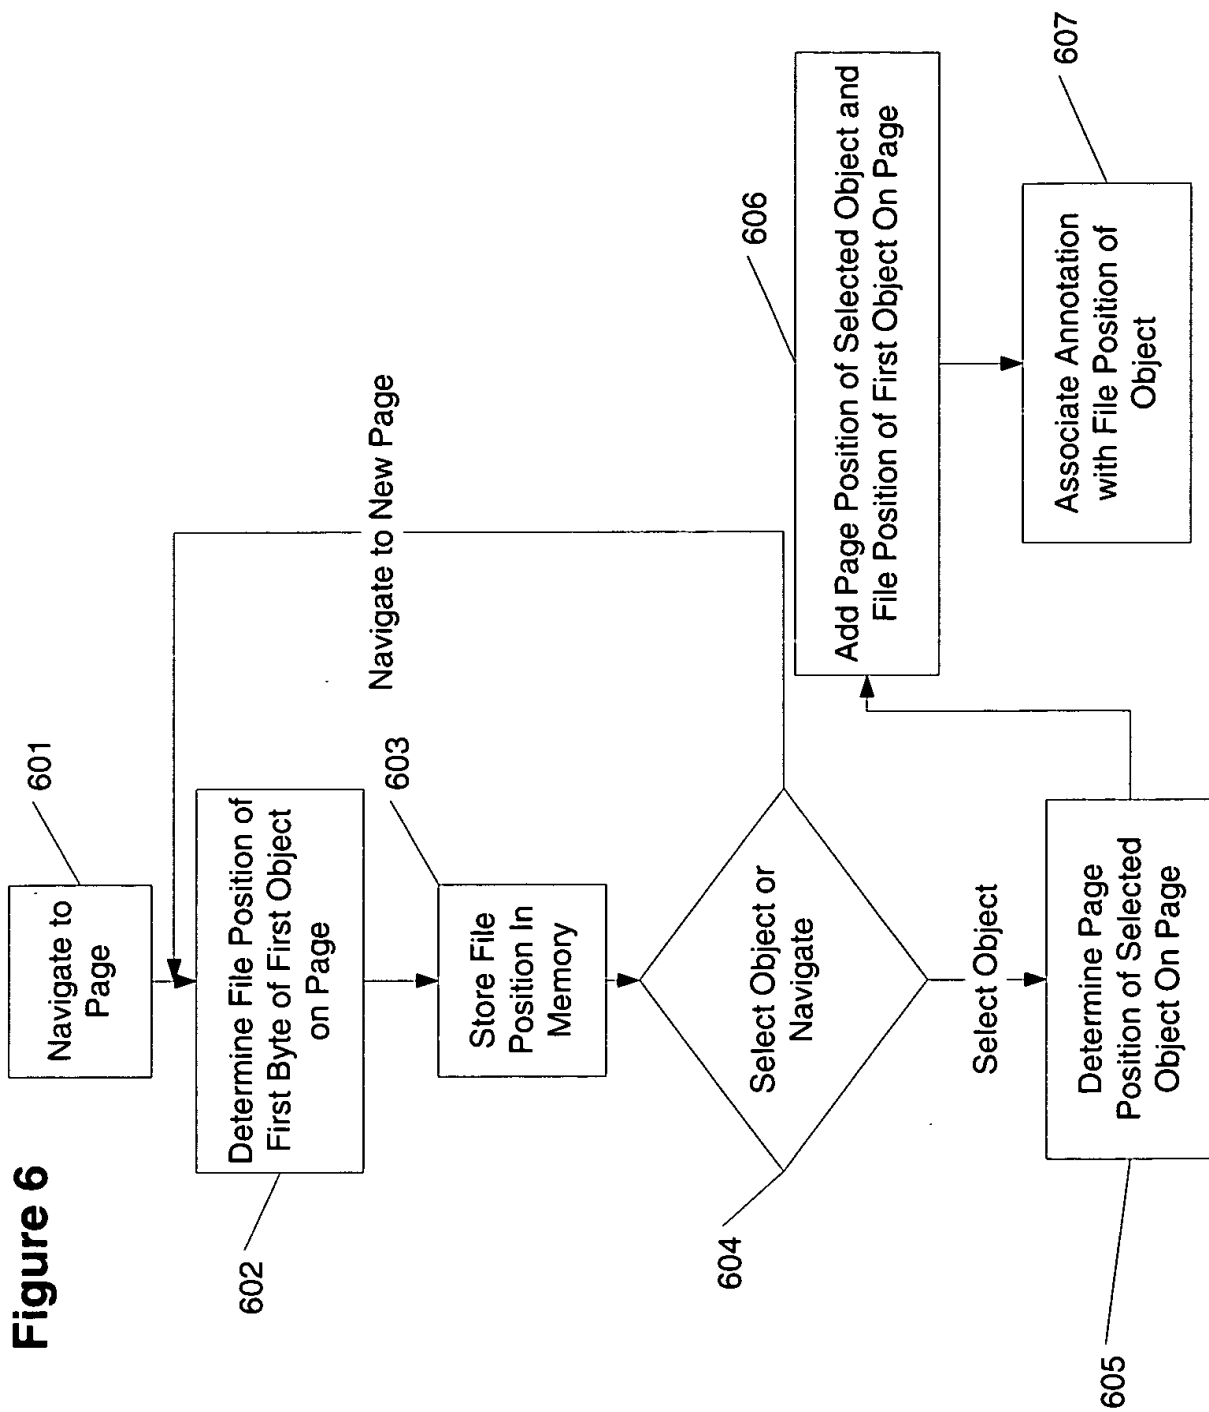 Figure 6
601
Navigate to
Page
602
Determine File Position of
First Byte of First Object
on Page
Navigate to New Page
603
Store File
Position In
Memory
604
Select Object or
Navigate
Select Object
605
Determine Page
Position of Selected
Object On Page
606
Add Page Position of Selected Object and
File Position of First Object On Page
607
Associate Annotation
with File Position of
Object